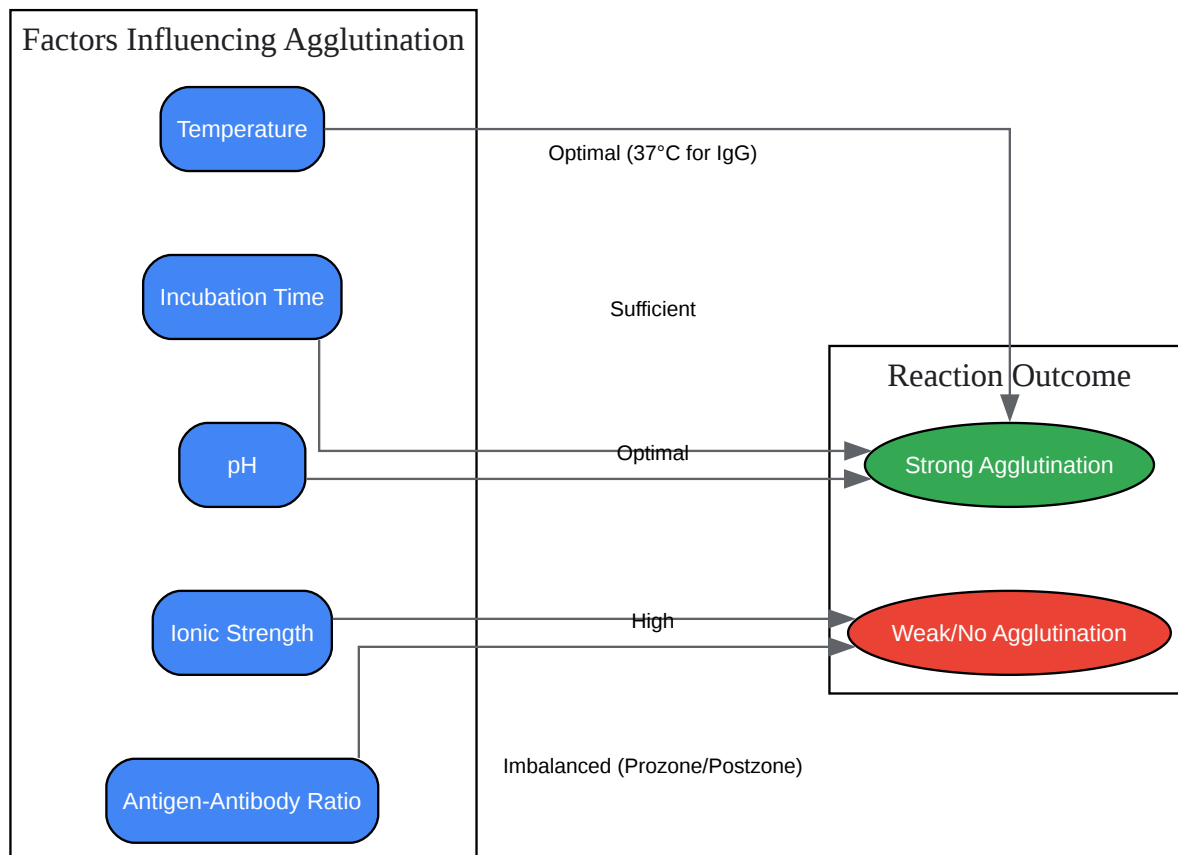 Factors Influencing Agglutination
Temperature
Optimal (37°C for IgG)
Incubation Time
Sufficient
Reaction Outcome
pH
Optimal
Strong Agglutination
Ionic Strength
High
Weak/No Agglutination
Antigen-Antibody Ratio
Imbalanced (Prozone/Postzone)